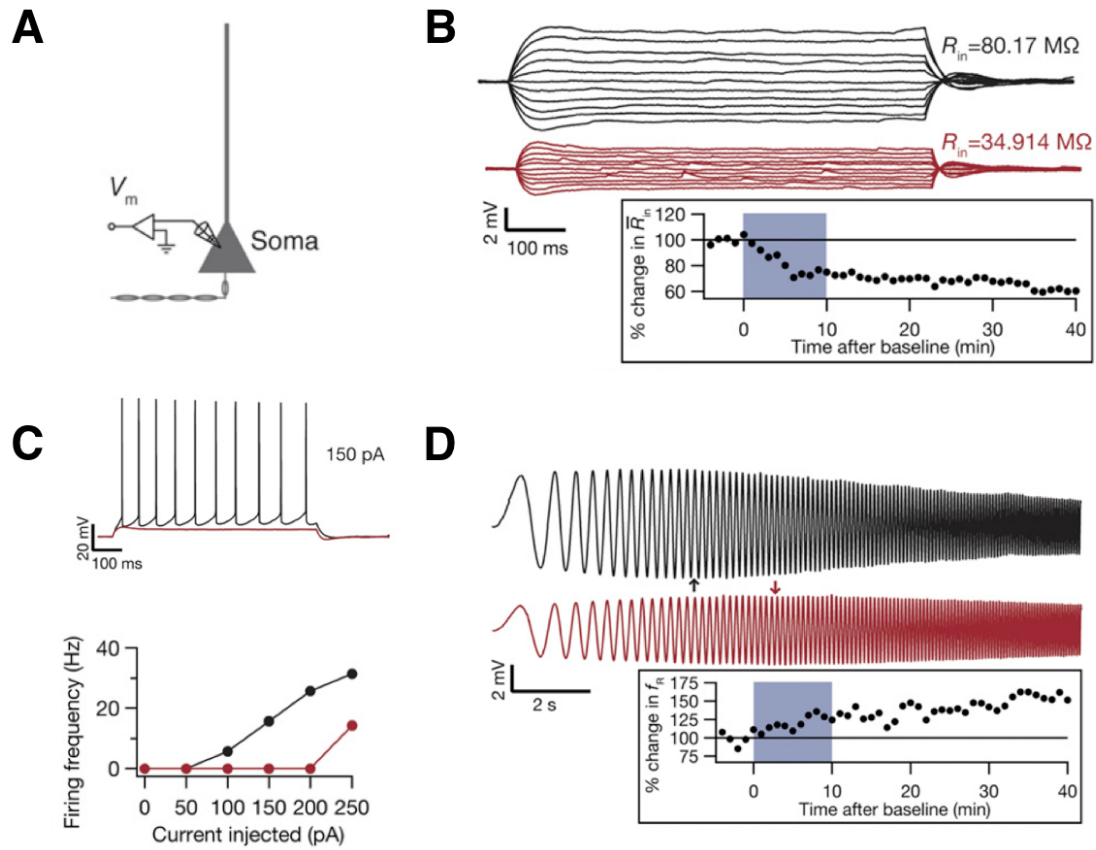 A
Vm
Soma
B
Rin=80.17 MΩ
Rin=34.914 MΩ
2 mV
100 ms
% change in R̅in
120
100
80
60
0
10
20
30
40
Time after baseline (min)
C
150 pA
20 mV
100 ms
Firing frequency (Hz)
40
20
0
0
50
100
150
200
250
Current injected (pA)
D
2 mV
2 s
% change in fR
175
150
125
100
75
0
10
20
30
40
Time after baseline (min)